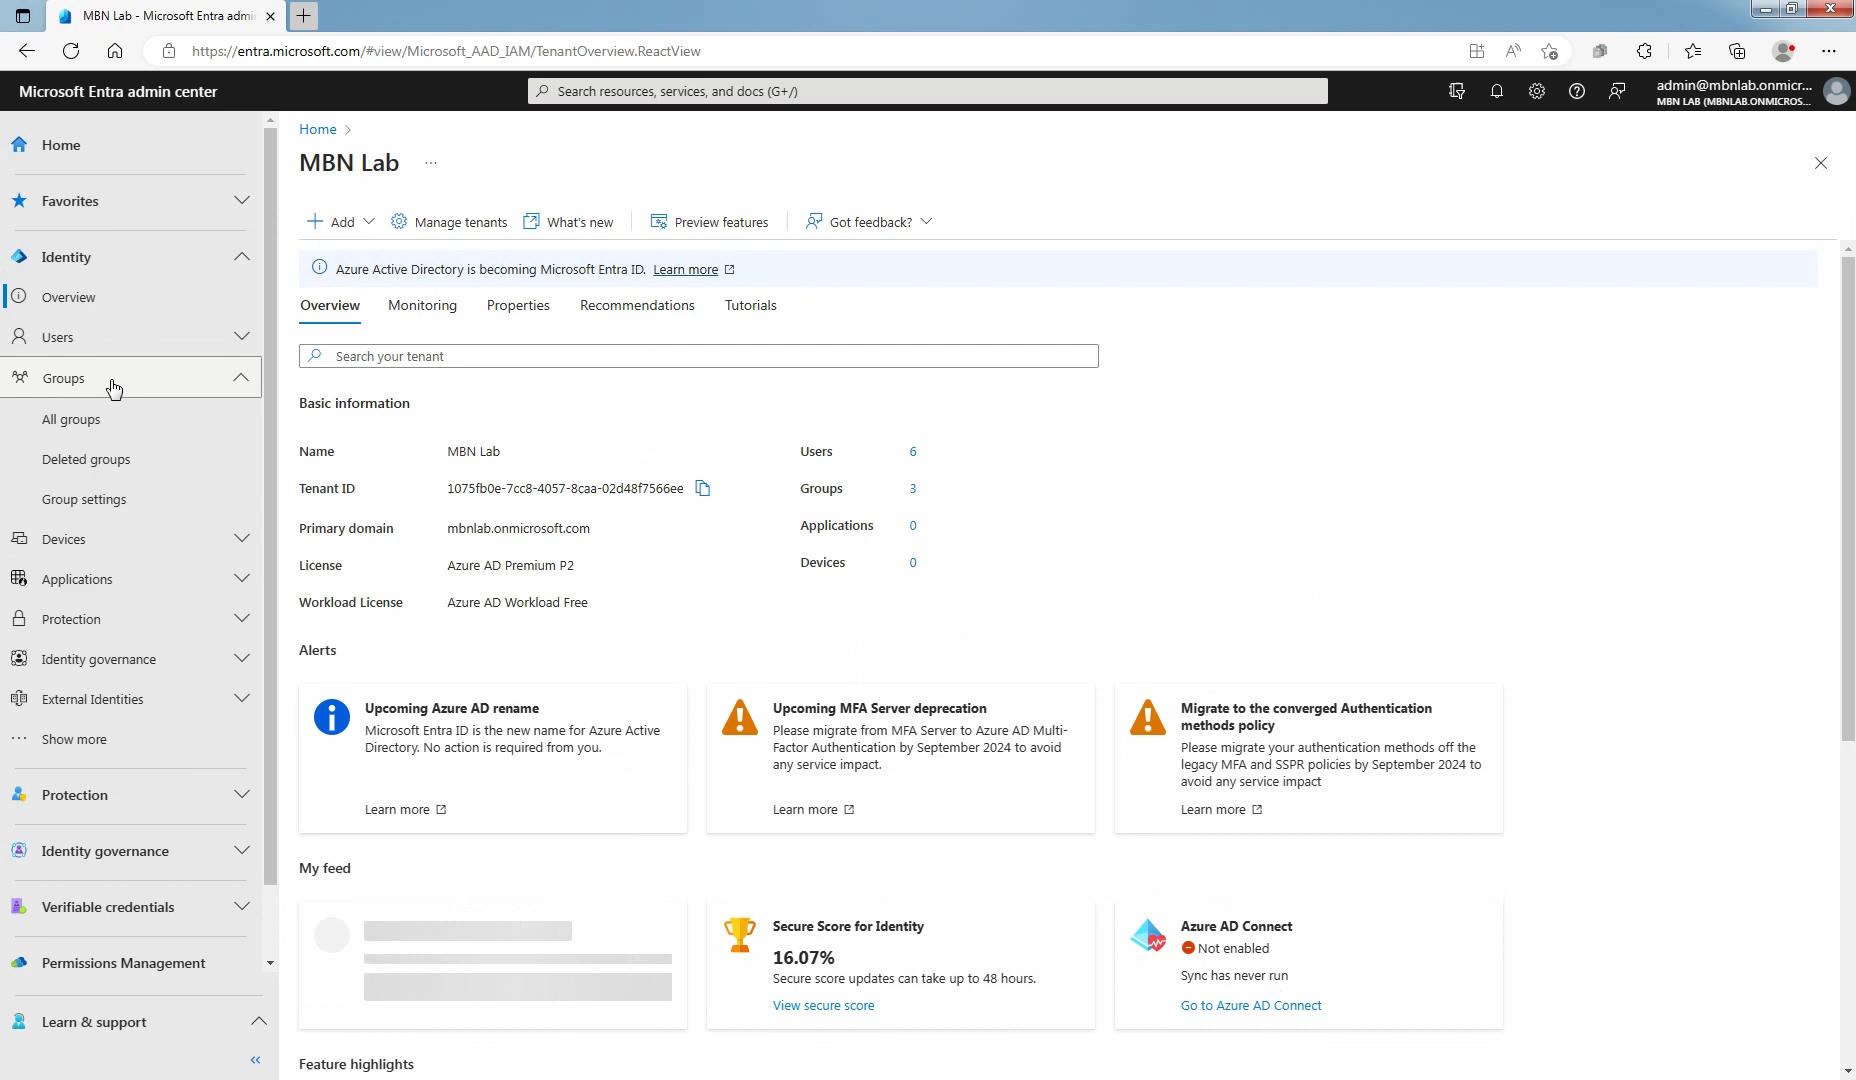 MBN Lab - Microsoft Entra admi
https://entra.microsoft.com/#view/Microsoft_AAD_IAM/TenantOverview.ReactView
Microsoft Entra admin center
Search resources, services, and docs (G+/)
admin@mbnlab.onmicr...
MBN LAB (MBNLAB.ONMICROS...
Home
Favorites
Identity
Overview
Users
Groups
All groups
Deleted groups
Group settings
Devices
Applications
Protection
Identity governance
External Identities
Show more
Protection
Identity governance
Verifiable credentials
Permissions Management
Learn & support
Home
MBN Lab
Add
Manage tenants
What's new
Preview features
Got feedback?
Azure Active Directory is becoming Microsoft Entra ID. Learn more
Overview Monitoring Properties Recommendations Tutorials
Search your tenant
Basic information
Name MBN Lab Users 6
Tenant ID 1075fb0e-7cc8-4057-8caa-02d48f7566ee Groups 3
Primary domain mbnlab.onmicrosoft.com Applications 0
License Azure AD Premium P2 Devices 0
Workload License Azure AD Workload Free
Alerts
Upcoming Azure AD rename
Microsoft Entra ID is the new name for Azure Active
Directory. No action is required from you.
Learn more
Upcoming MFA Server deprecation
Please migrate from MFA Server to Azure AD Multi-
Factor Authentication by September 2024 to avoid
any service impact.
Learn more
Migrate to the converged Authentication
methods policy
Please migrate your authentication methods off the
legacy MFA and SSPR policies by September 2024 to
avoid any service impact
Learn more
My feed
Secure Score for Identity
16.07%
Secure score updates can take up to 48 hours.
View secure score
Azure AD Connect
Not enabled
Sync has never run
Go to Azure AD Connect
Feature highlights